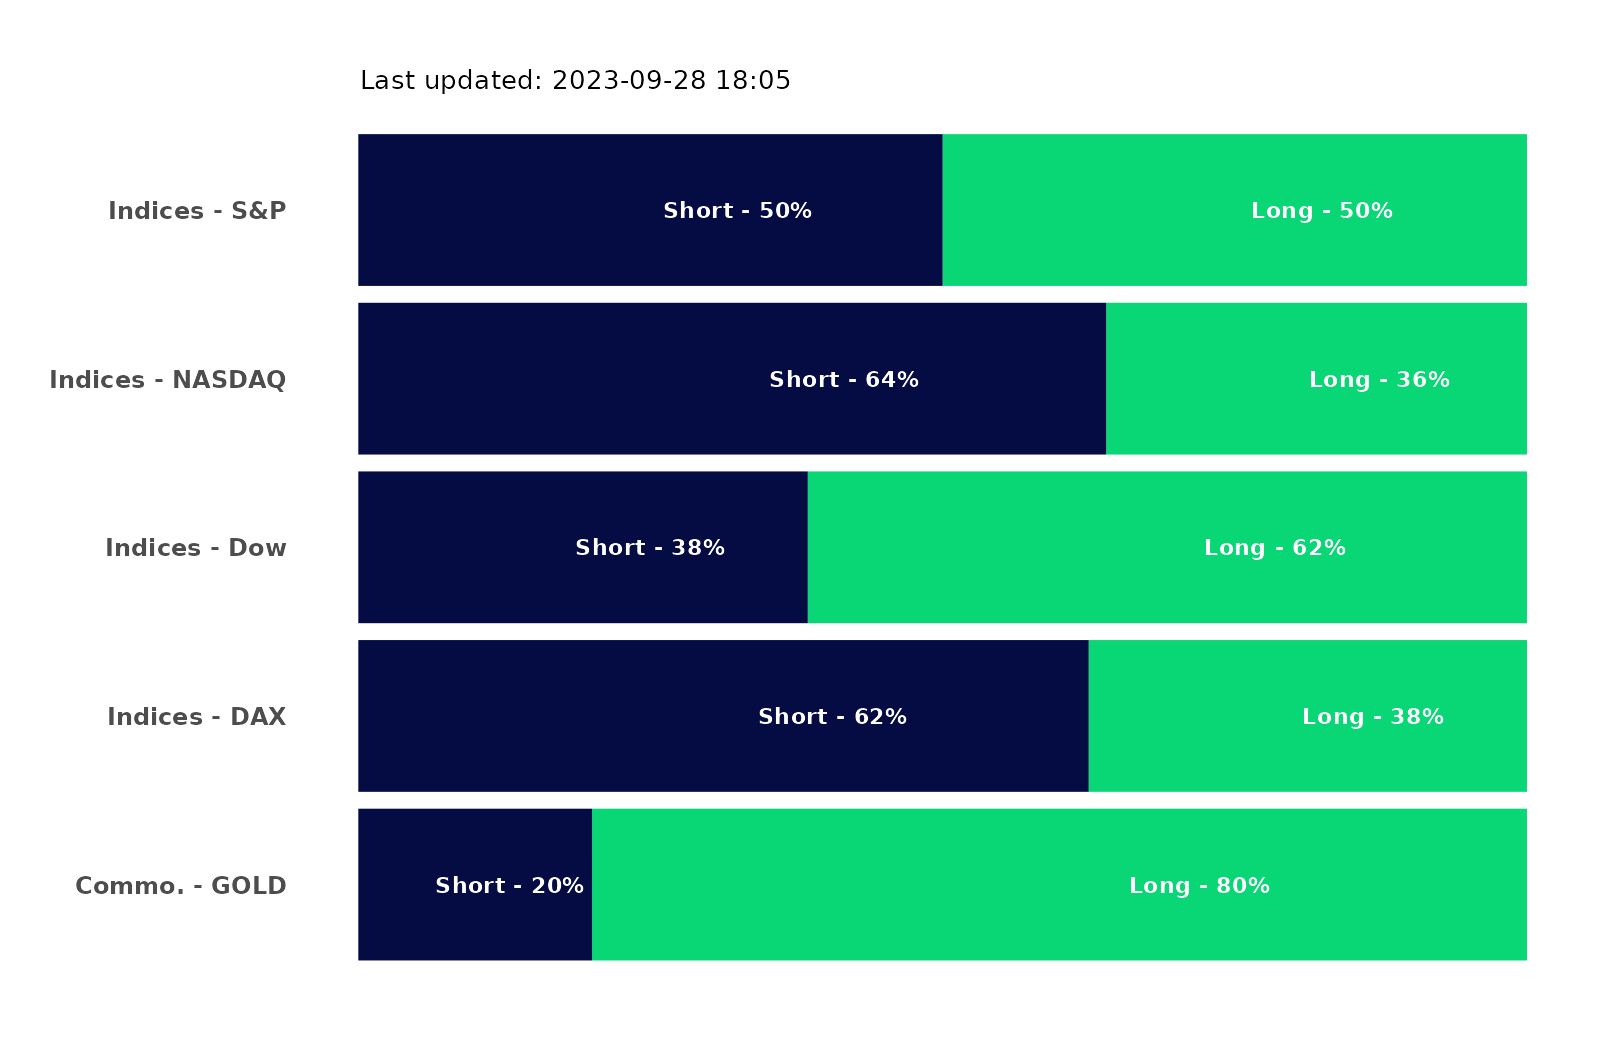 Last updated: 2023-09-28 18:05
Indices - S&P
Short - 50%
Long - 50%
Indices - NASDAQ
Short - 64%
Long - 36%
Indices - Dow
Short - 38%
Long - 62%
Indices - DAX
Short - 62%
Long - 38%
Commo. - GOLD
Short - 20%
Long - 80%